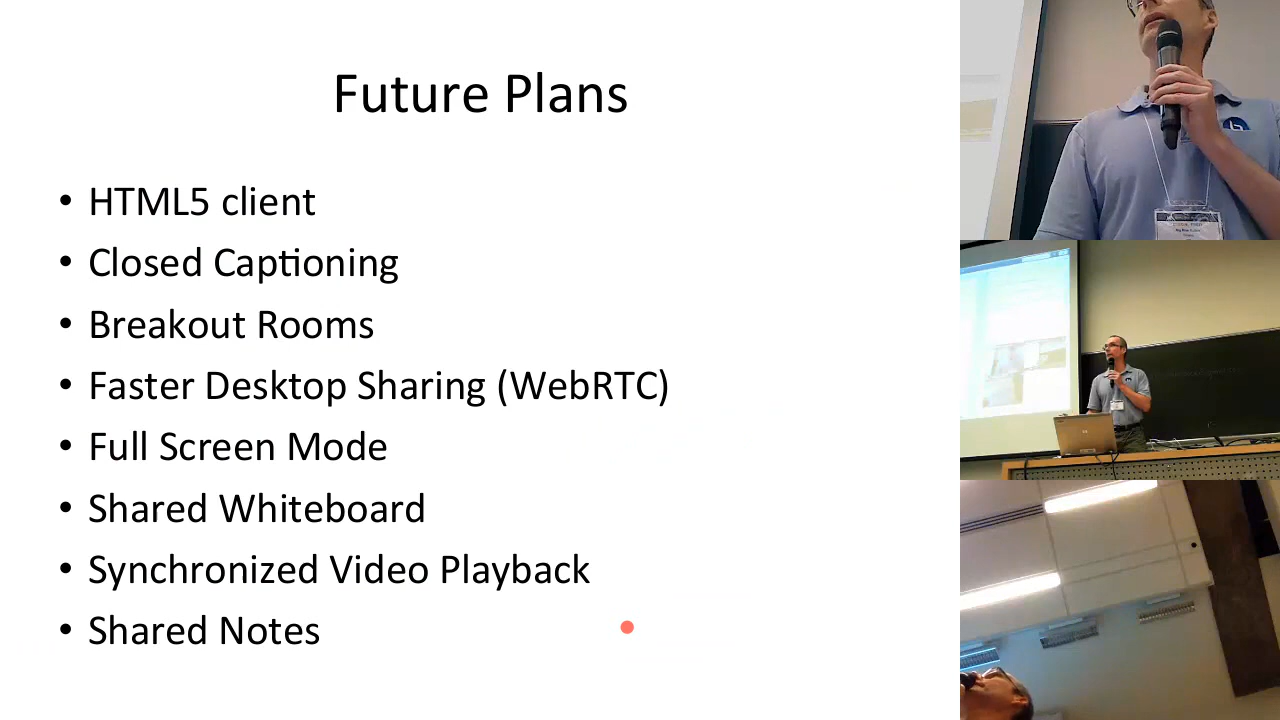 Future Plans
• HTML5 client
• Closed Captioning
• Breakout Rooms
• Faster Desktop Sharing (WebRTC)
• Full Screen Mode
• Shared Whiteboard
• Synchronized Video Playback
• Shared Notes